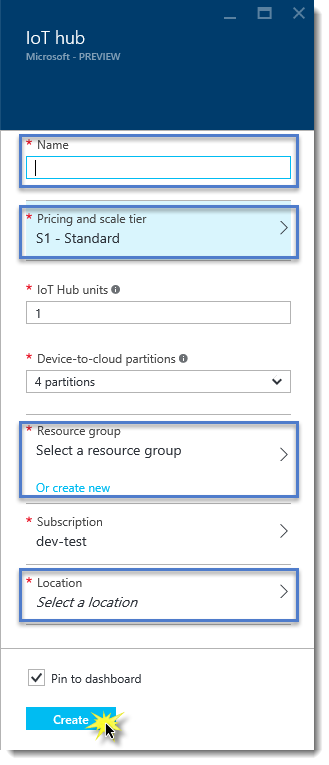 IoT hub
Microsoft - PREVIEW
* Name
* Pricing and scale tier
S1 - Standard
* IoT Hub units
1
* Device-to-cloud partitions
4 partitions
* Resource group
Select a resource group
Or create new
* Subscription
dev-test
* Location
Select a location
Pin to dashboard
Create